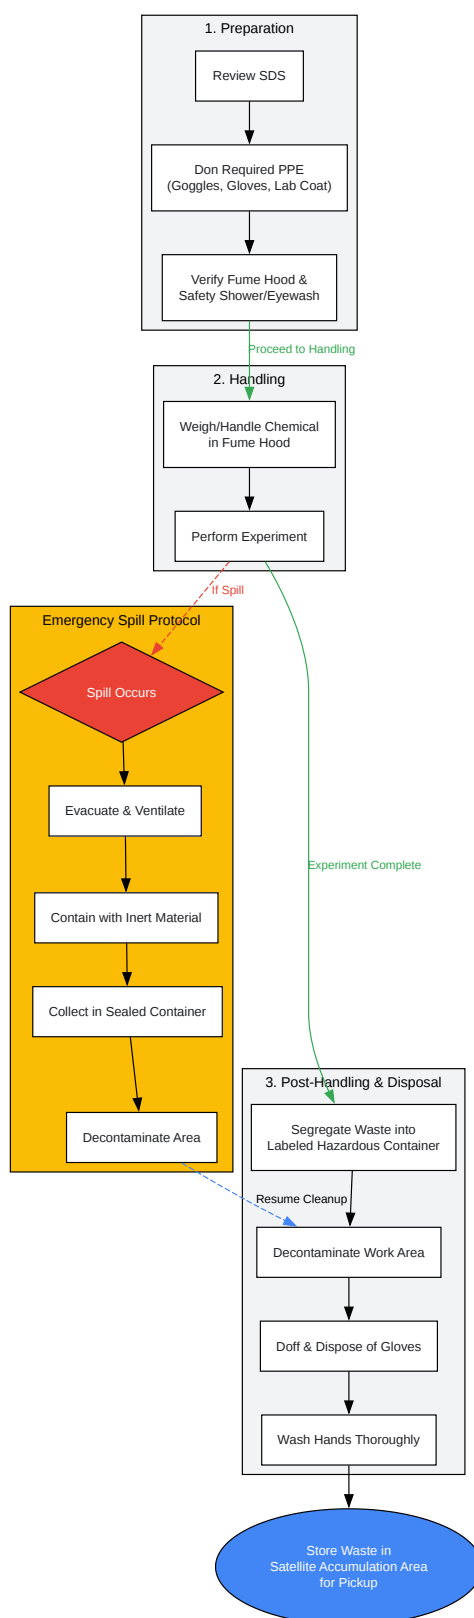 1. Preparation
Review SDS
Don Required PPE
(Goggles, Gloves, Lab Coat)
Verify Fume Hood &
Safety Shower/Eyewash
Proceed to Handling
2. Handling
Weigh/Handle Chemical
in Fume Hood
Perform Experiment
If Spill
Emergency Spill Protocol
Spill Occurs
Evacuate & Ventilate
Experiment Complete
Contain with Inert Material
Collect in Sealed Container
3. Post-Handling & Disposal
Segregate Waste into
Labeled Hazardous Container
Decontaminate Area
Resume Cleanup
Decontaminate Work Area
Doff & Dispose of Gloves
Wash Hands Thoroughly
Store Waste in
Satellite Accumulation Area
for Pickup